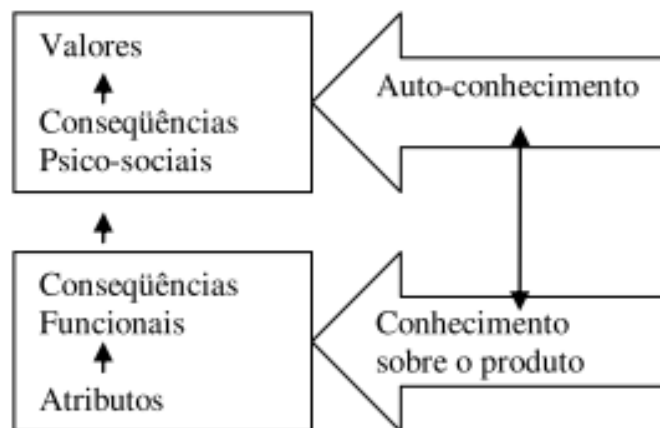 Valores
Auto-conhecimento
Conseqüências
Psico-sociais
Conseqüências
Funcionais
Conhecimento
sobre o produto
Atributos